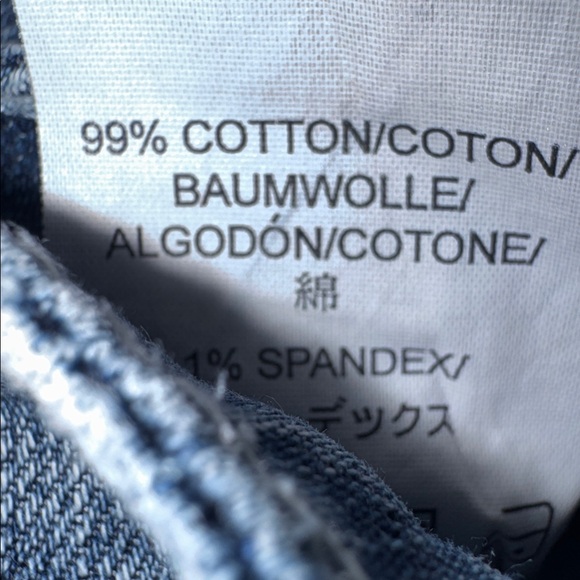 99% COTTON/COTON/
BAUMWOLLE/
ALGODÓN/COTONE/
綿
1% SPANDEX/
デックス